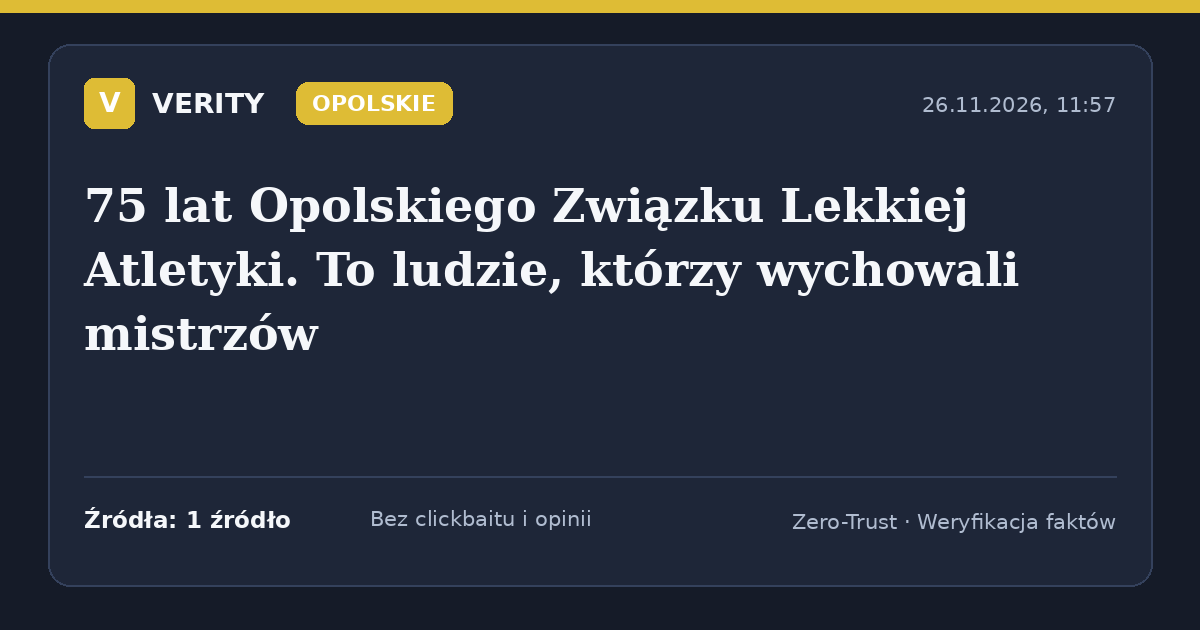 V VERITY OPOLSKIE 26.11.2026, 11:57
75 lat Opolskiego Związku Lekkiej
Atletyki. To ludzie, którzy wychowali
mistrzów
Źródła: 1 źródło Bez clickbaitu i opinii Zero-Trust · Weryfikacja faktów